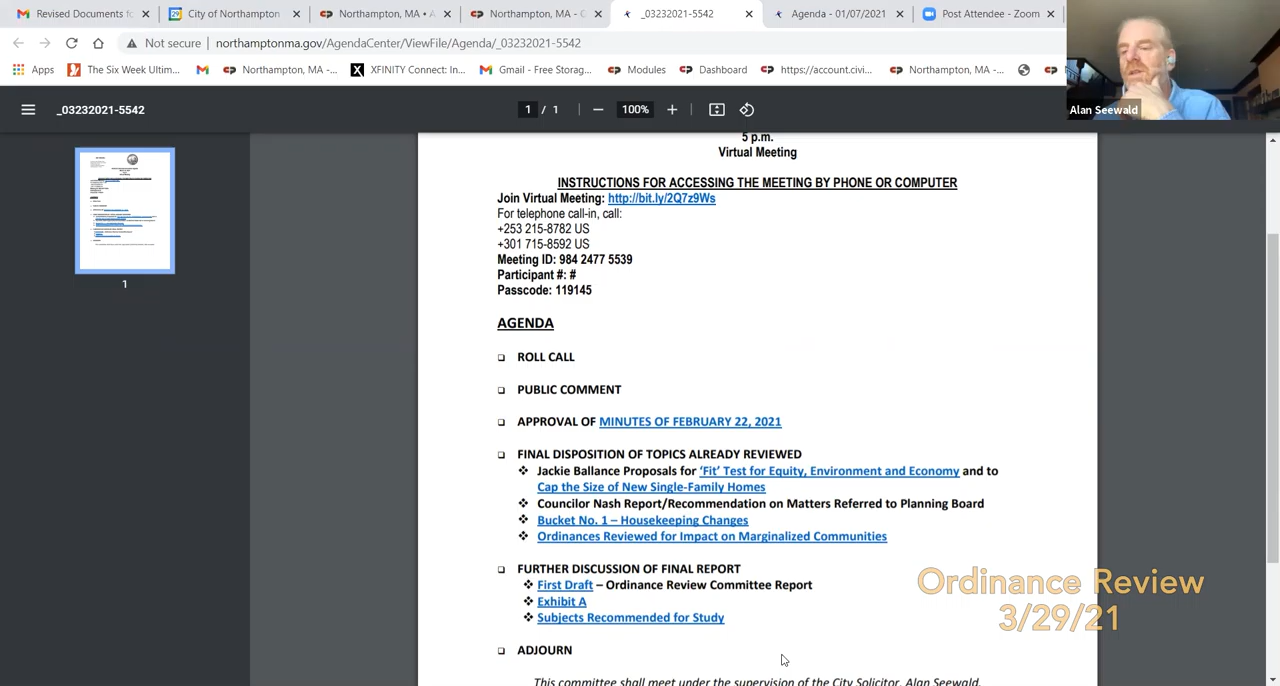 Revised Documents fo
City of Northampton
Northampton, MA • A
Northampton, MA - C
_03232021-5542
Agenda - 01/07/2021
Post Attendee - Zoom
Not secure
northamptonma.gov/AgendaCenter/ViewFile/Agenda/_03232021-5542
Apps
The Six Week Ultim...
Northampton, MA -...
XFINITY Connect: In...
Gmail - Free Storag...
Modules
Dashboard
https://account.civi...
Northampton, MA -...
Alan Seewald
_03232021-5542
1 / 1
100%
1
5 p.m.
Virtual Meeting
INSTRUCTIONS FOR ACCESSING THE MEETING BY PHONE OR COMPUTER
Join Virtual Meeting: http://bit.ly/2Q7z9Ws
For telephone call-in, call:
+253 215-8782 US
+301 715-8592 US
Meeting ID: 984 2477 5539
Participant #: #
Passcode: 119145
AGENDA
ROLL CALL
PUBLIC COMMENT
APPROVAL OF MINUTES OF FEBRUARY 22, 2021
FINAL DISPOSITION OF TOPICS ALREADY REVIEWED
Jackie Ballance Proposals for ‘Fit’ Test for Equity, Environment and Economy and to
Cap the Size of New Single-Family Homes
Councilor Nash Report/Recommendation on Matters Referred to Planning Board
Bucket No. 1 – Housekeeping Changes
Ordinances Reviewed for Impact on Marginalized Communities
FURTHER DISCUSSION OF FINAL REPORT
First Draft – Ordinance Review Committee Report
Exhibit A
Subjects Recommended for Study
ADJOURN
This committee shall meet under the supervision of the City Solicitor, Alan Seewald.
Ordinance Review
3/29/21